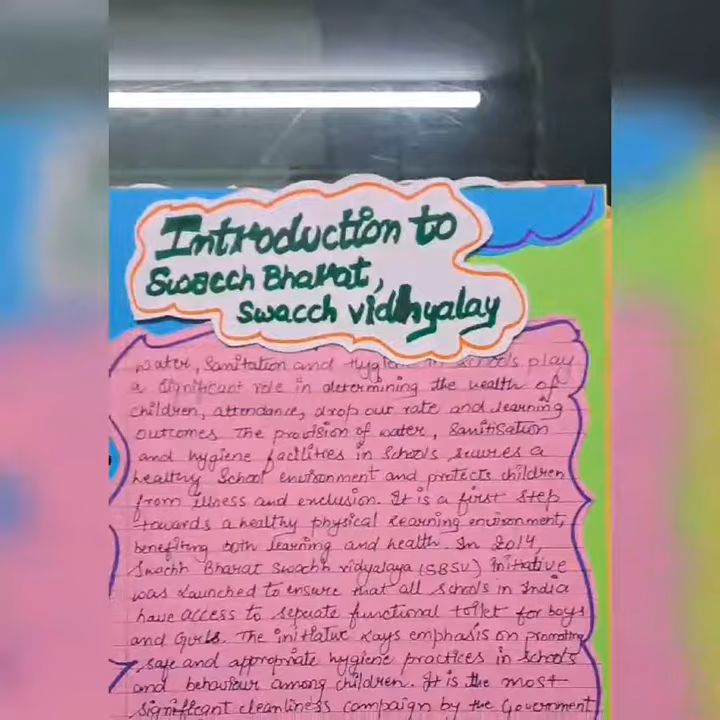 Introduction to
Swacch Bharat,
Swacch vidhyalay
Water, Sanitation and Hygiene in Schools play
a significant role in determining the health of
children, attendance, drop out rate and learning
outcomes. The provision of water, Sanitisation
and hygiene facilities in Schools secures a
healthy School environment and protects children
from illness and exclusion. It is a first step
towards a healthy physical learning environment,
benefiting both learning and health. In 2014,
Swachh Bharat Swachh vidyalaya (SBSV) Initiative
was launched to ensure that all schools in India
have access to seperate functional toilet for boys
and Girls. The initiative lays emphasis on promoting
safe and appropriate hygiene practices in schools
and behaviour among children. It is the most
significant cleanliness campaign by the Government